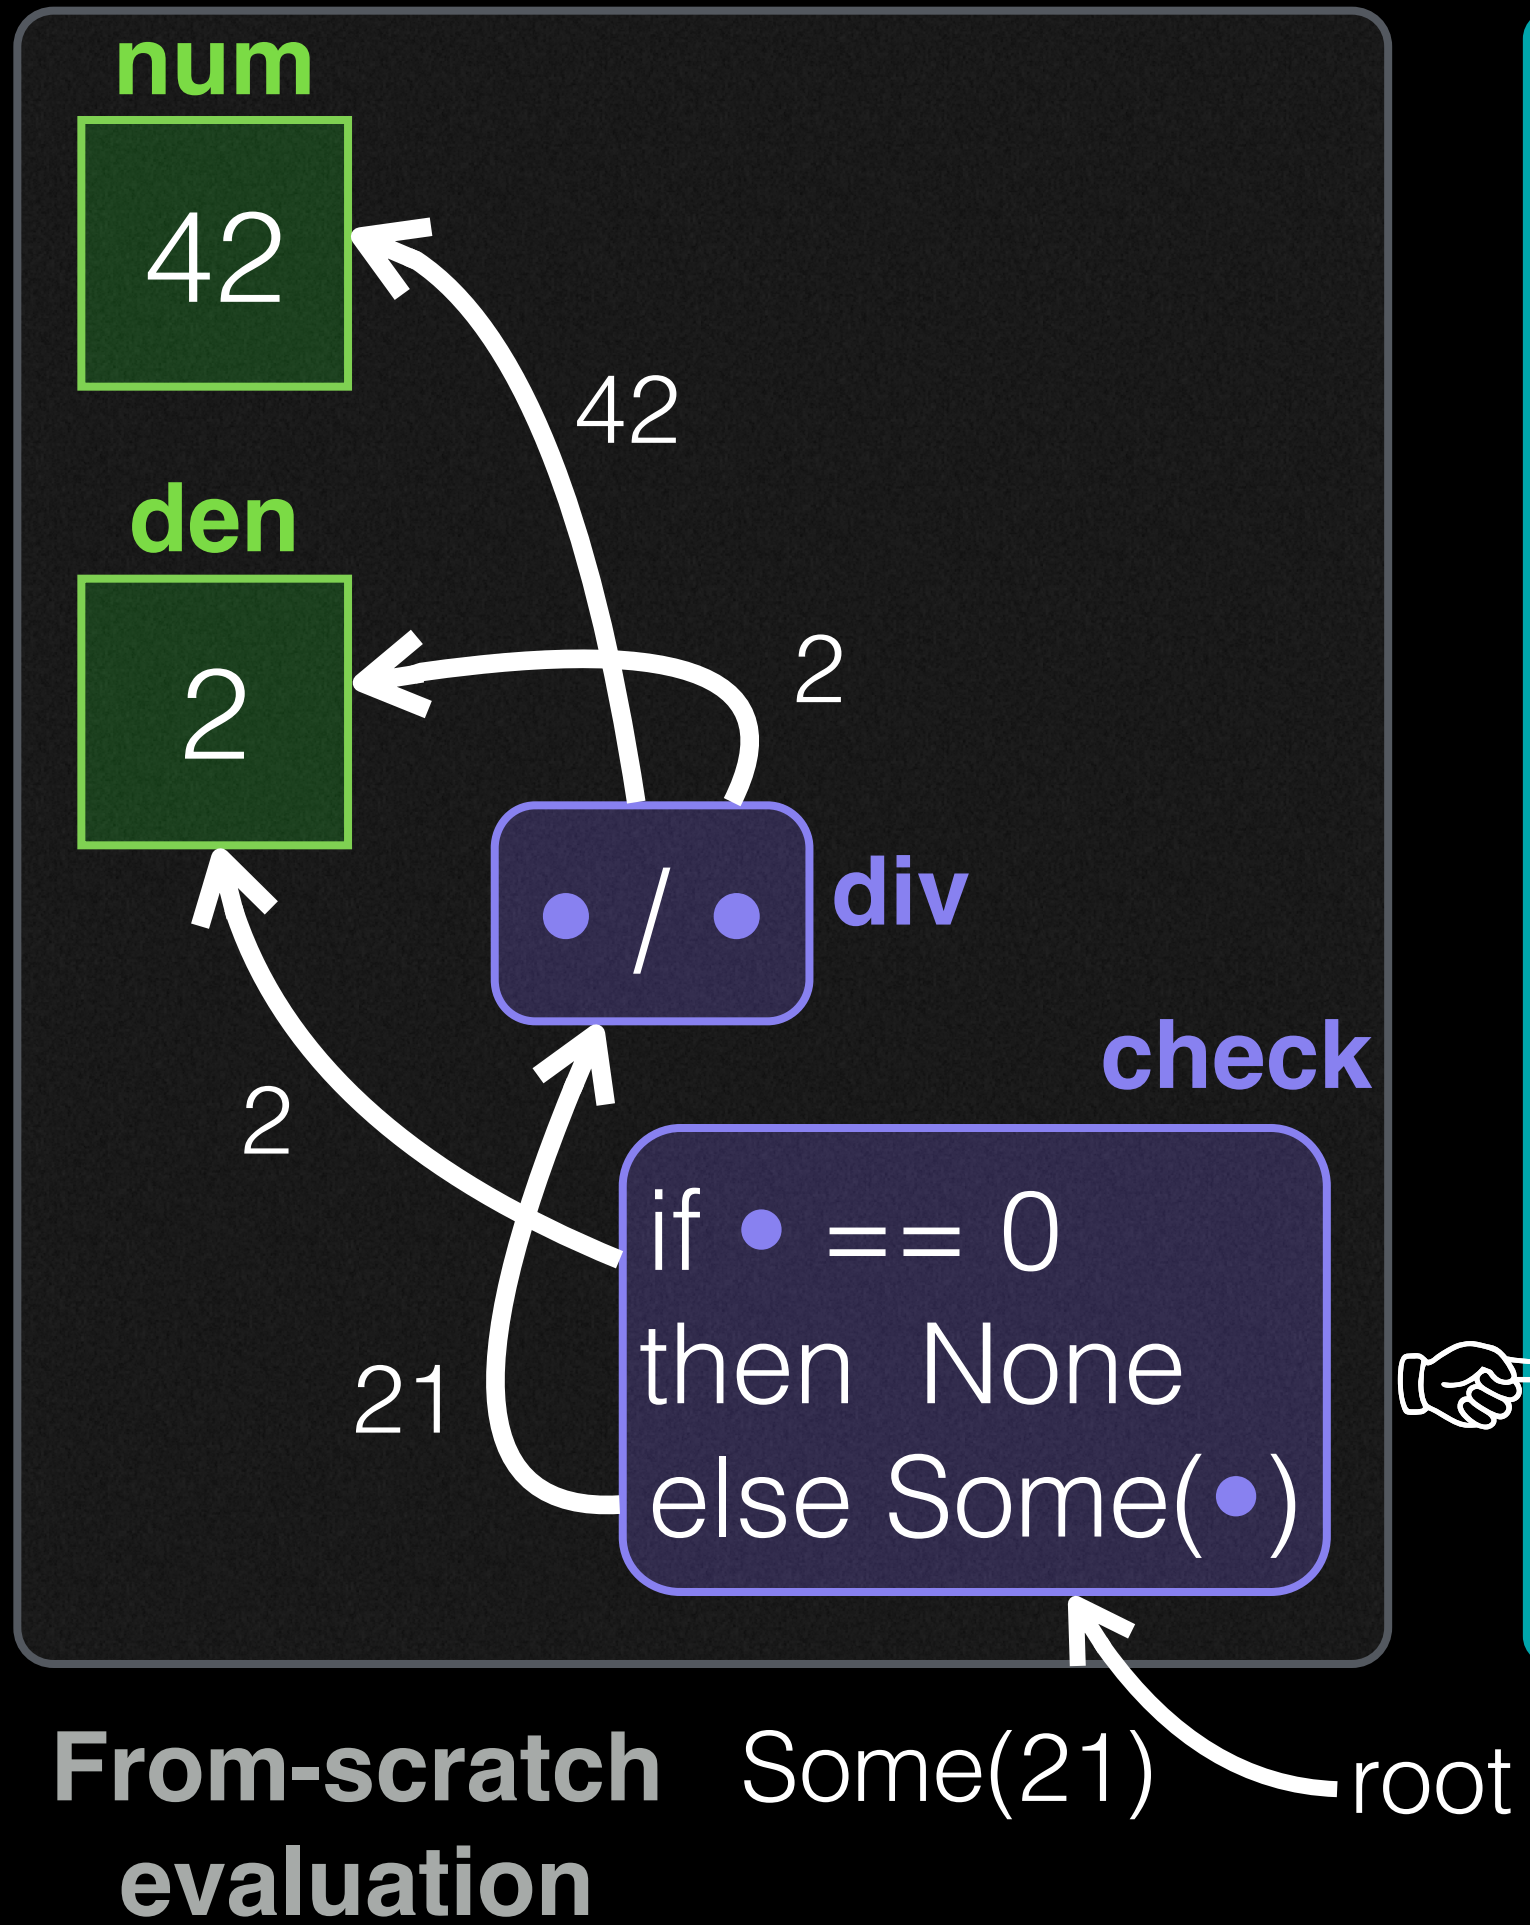 num
42
42
den
2
2
• / •
div
check
2
if • == 0
then None
21
else Some(•)
From-scratch
evaluation
Some(21)
root